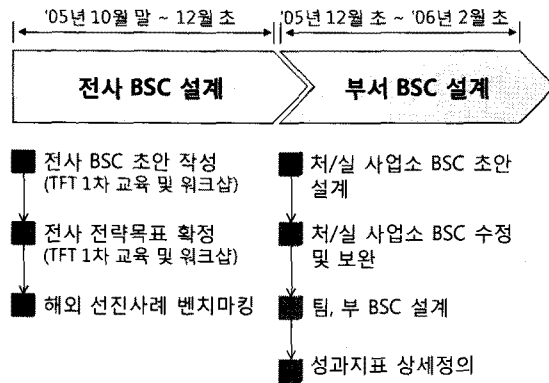 '05년 10월 말 ~ 12월 초
'05년 12월 초 ~ '06년 2월 초
전사 BSC 설계
부서 BSC 설계
전사 BSC 초안 작성
(TFT 1차 교육 및 워크샵)
전사 전략목표 확정
(TFT 1차 교육 및 워크샵)
해외 선진사례 벤치마킹
처/실 사업소 BSC 초안
설계
처/실 사업소 BSC 수정
및 보완
팀, 부 BSC 설계
성과지표 상세정의